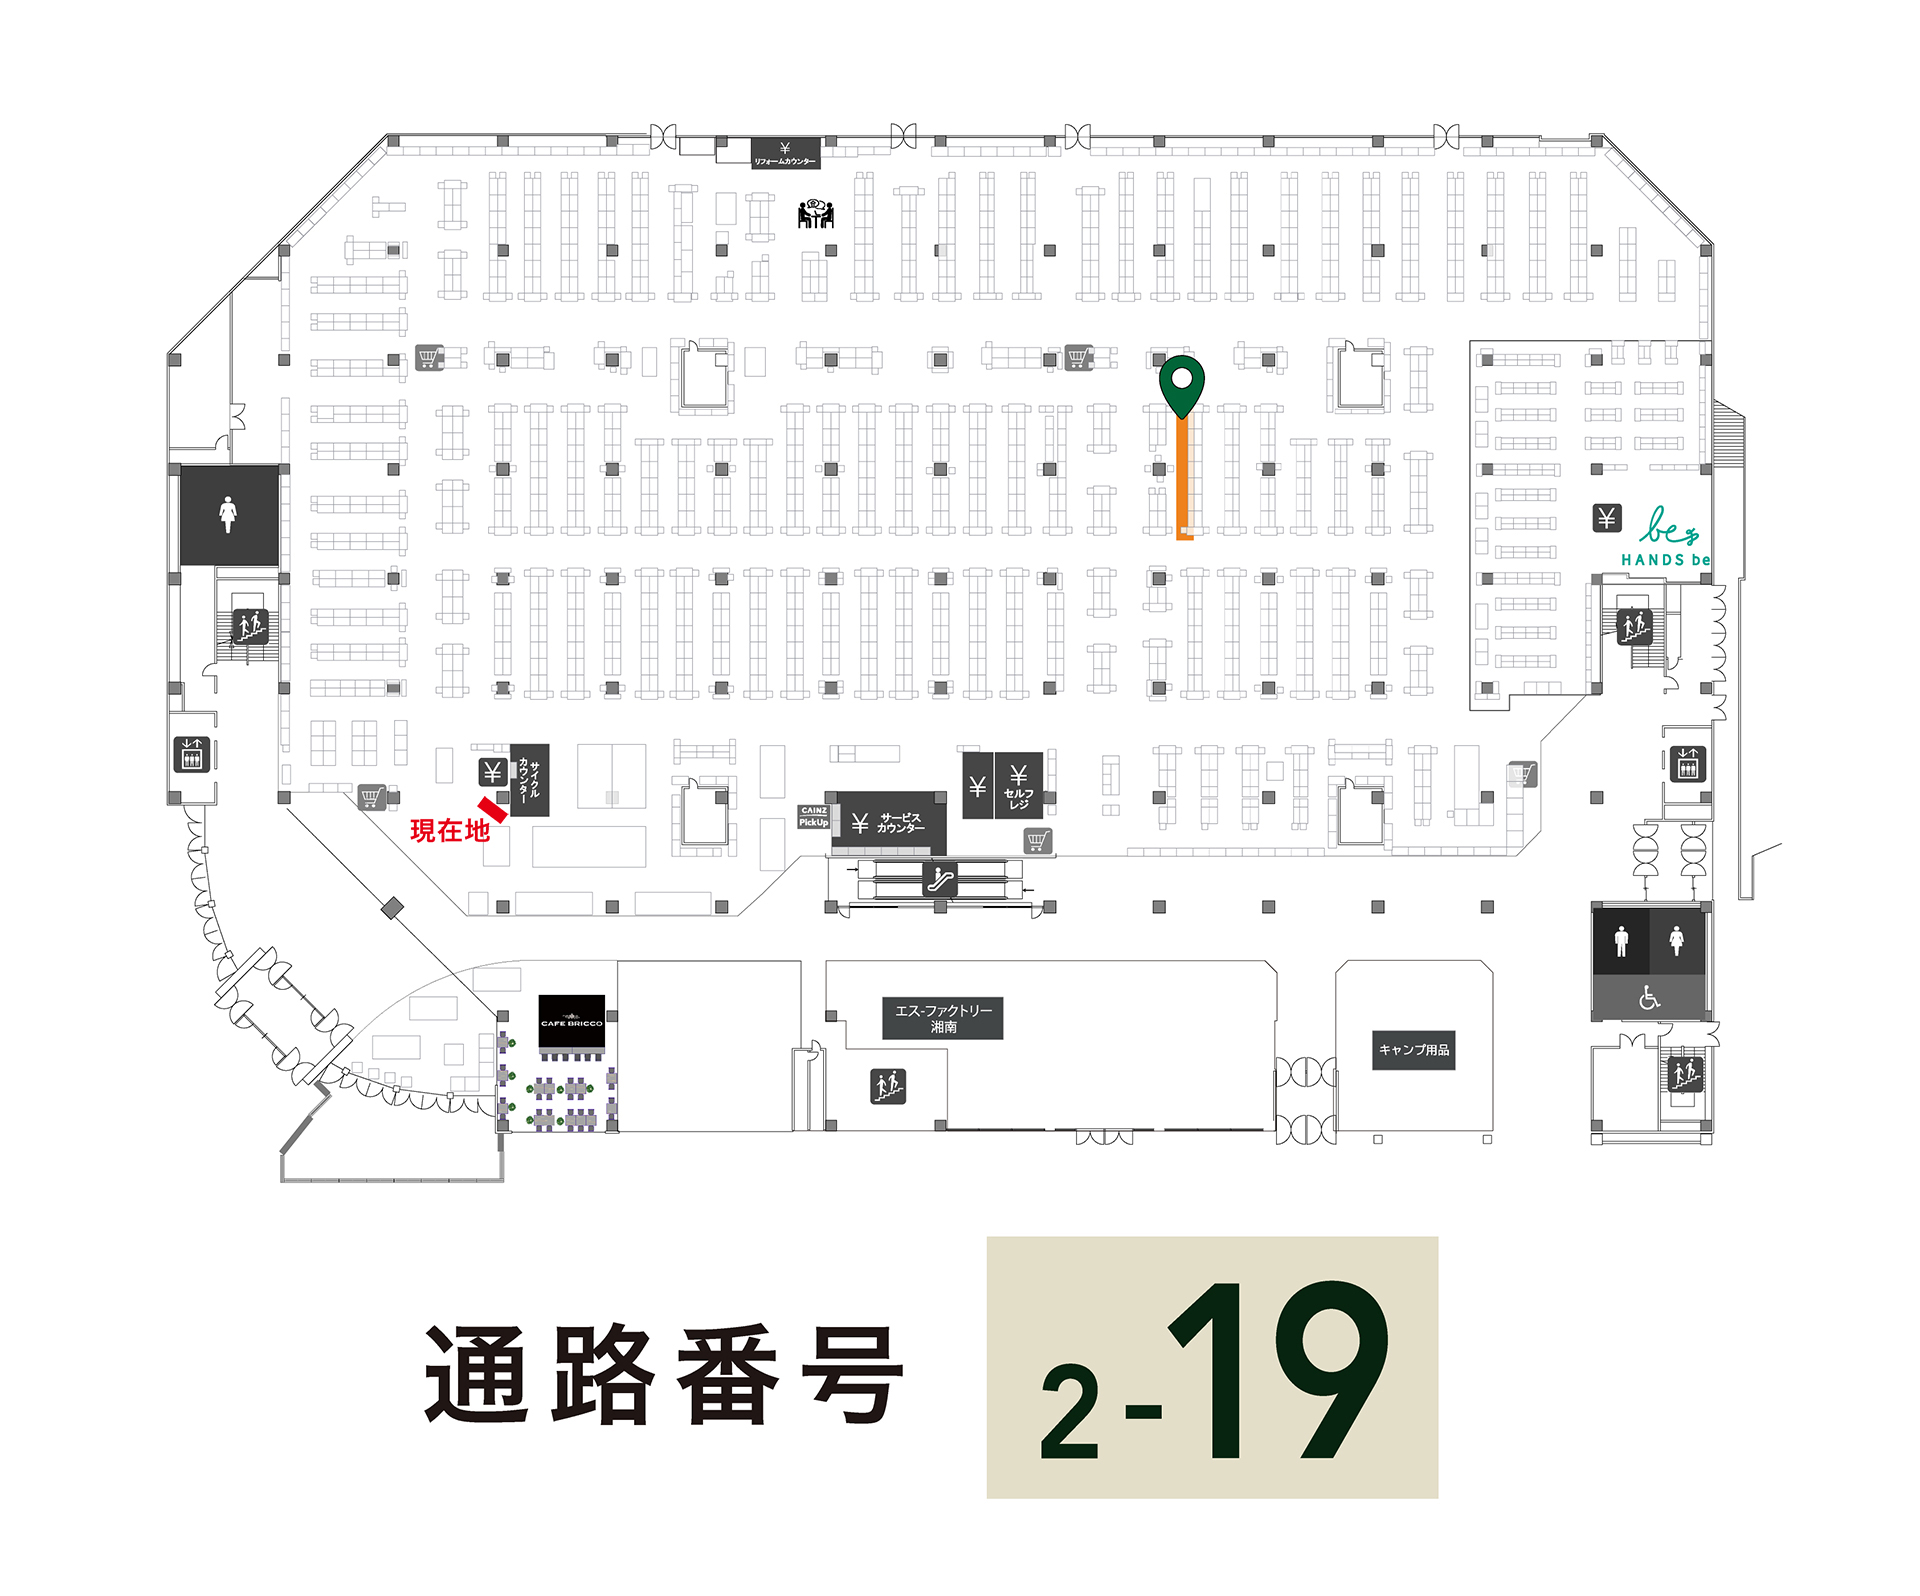 ¥
リフォームカウンター
¥
be
HANDS be
¥
サイクル
カウンター
現在地
CAINZ
PickUp
¥ サービス
カウンター
¥
¥
セルフ
レジ
CAFE BRICCO
エス-ファクトリー
湘南
キャンプ用品
通路番号
2-19